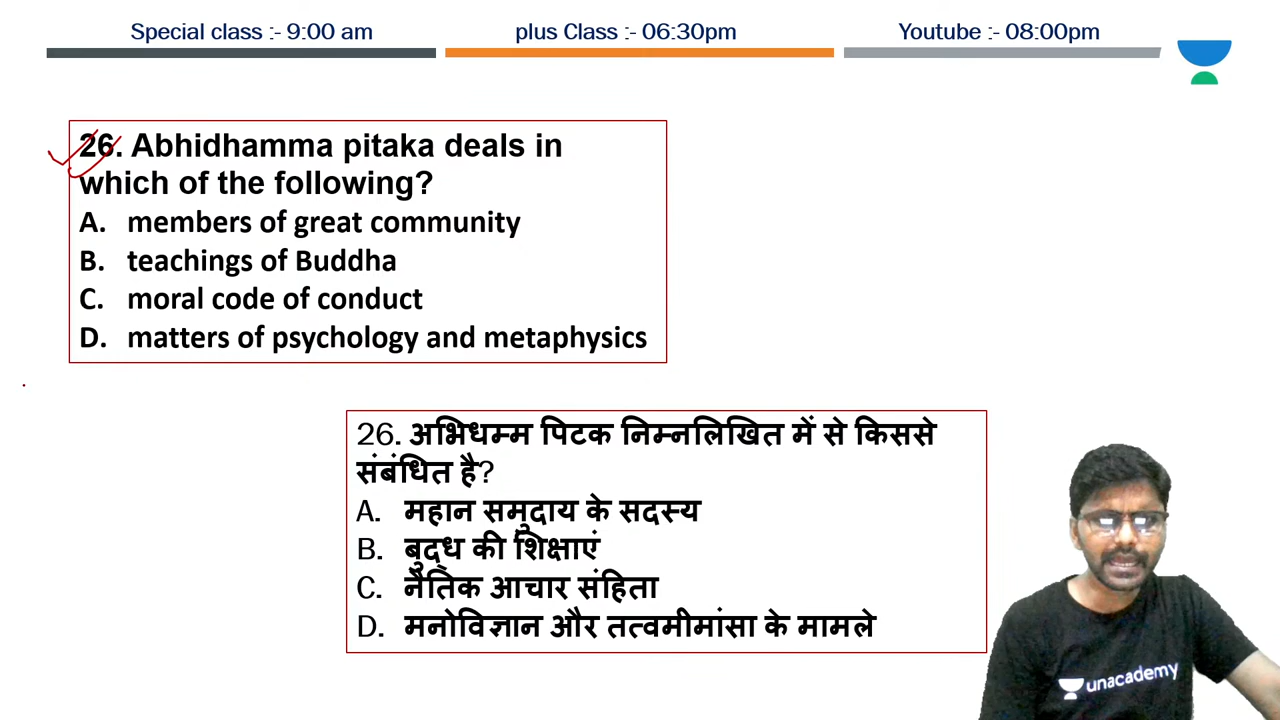 Special class :- 9:00 am
plus Class :- 06:30pm
Youtube :- 08:00pm
26. Abhidhamma pitaka deals in
which of the following?
A. members of great community
B. teachings of Buddha
C. moral code of conduct
D. matters of psychology and metaphysics
26. अभिधम्म पिटक निम्नलिखित में से किससे
संबंधित है?
A. महान समुदाय के सदस्य
B. बुद्ध की शिक्षाएं
C. नैतिक आचार संहिता
D. मनोविज्ञान और तत्वमीमांसा के मामले
unacademy